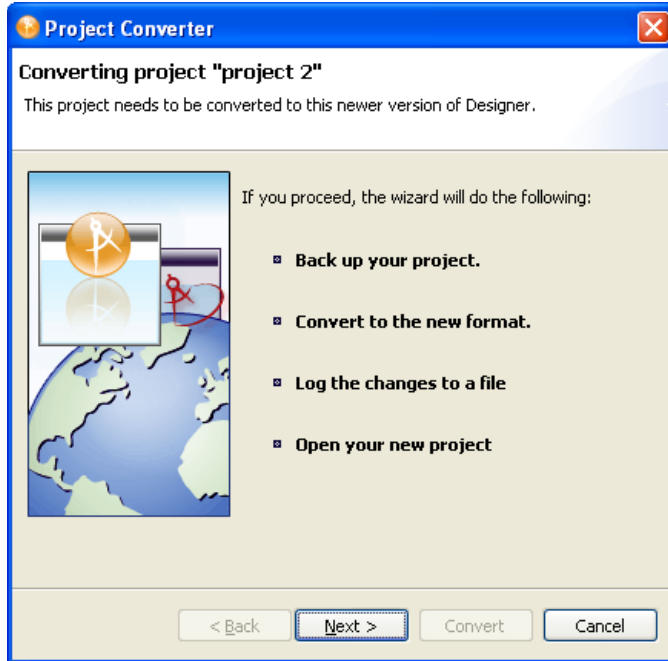 Project Converter
Converting project "project 2"
This project needs to be converted to this newer version of Designer.
If you proceed, the wizard will do the following:
Back up your project.
Convert to the new format.
Log the changes to a file
Open your new project
< Back Next > Convert Cancel